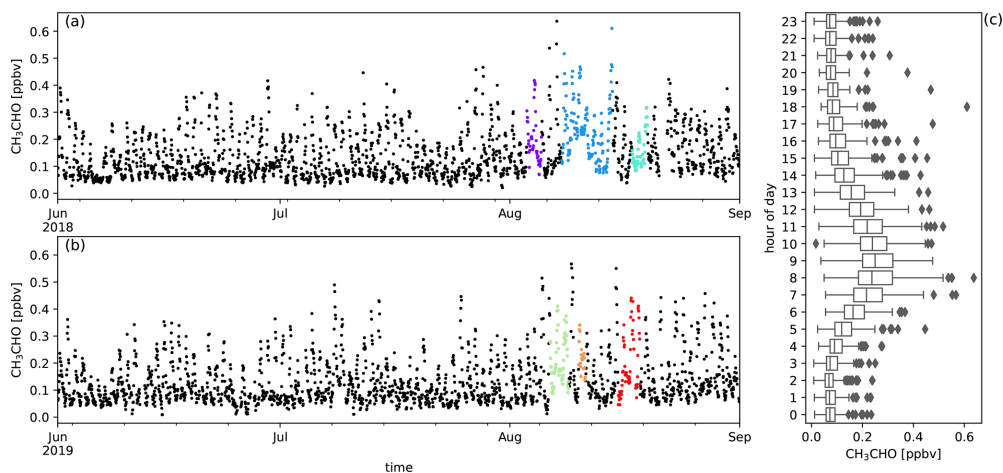 (a)
CH₃CHO [ppbv]
0.6
0.5
0.4
0.3
0.2
0.1
0.0
Jun
2018
Jul
Aug
Sep
(b)
CH₃CHO [ppbv]
0.6
0.5
0.4
0.3
0.2
0.1
0.0
Jun
2019
Jul
Aug
Sep
time
(c)
hour of day
23
22
21
20
19
18
17
16
15
14
13
12
11
10
9
8
7
6
5
4
3
2
1
0
0.0 0.2 0.4 0.6
CH₃CHO [ppbv]